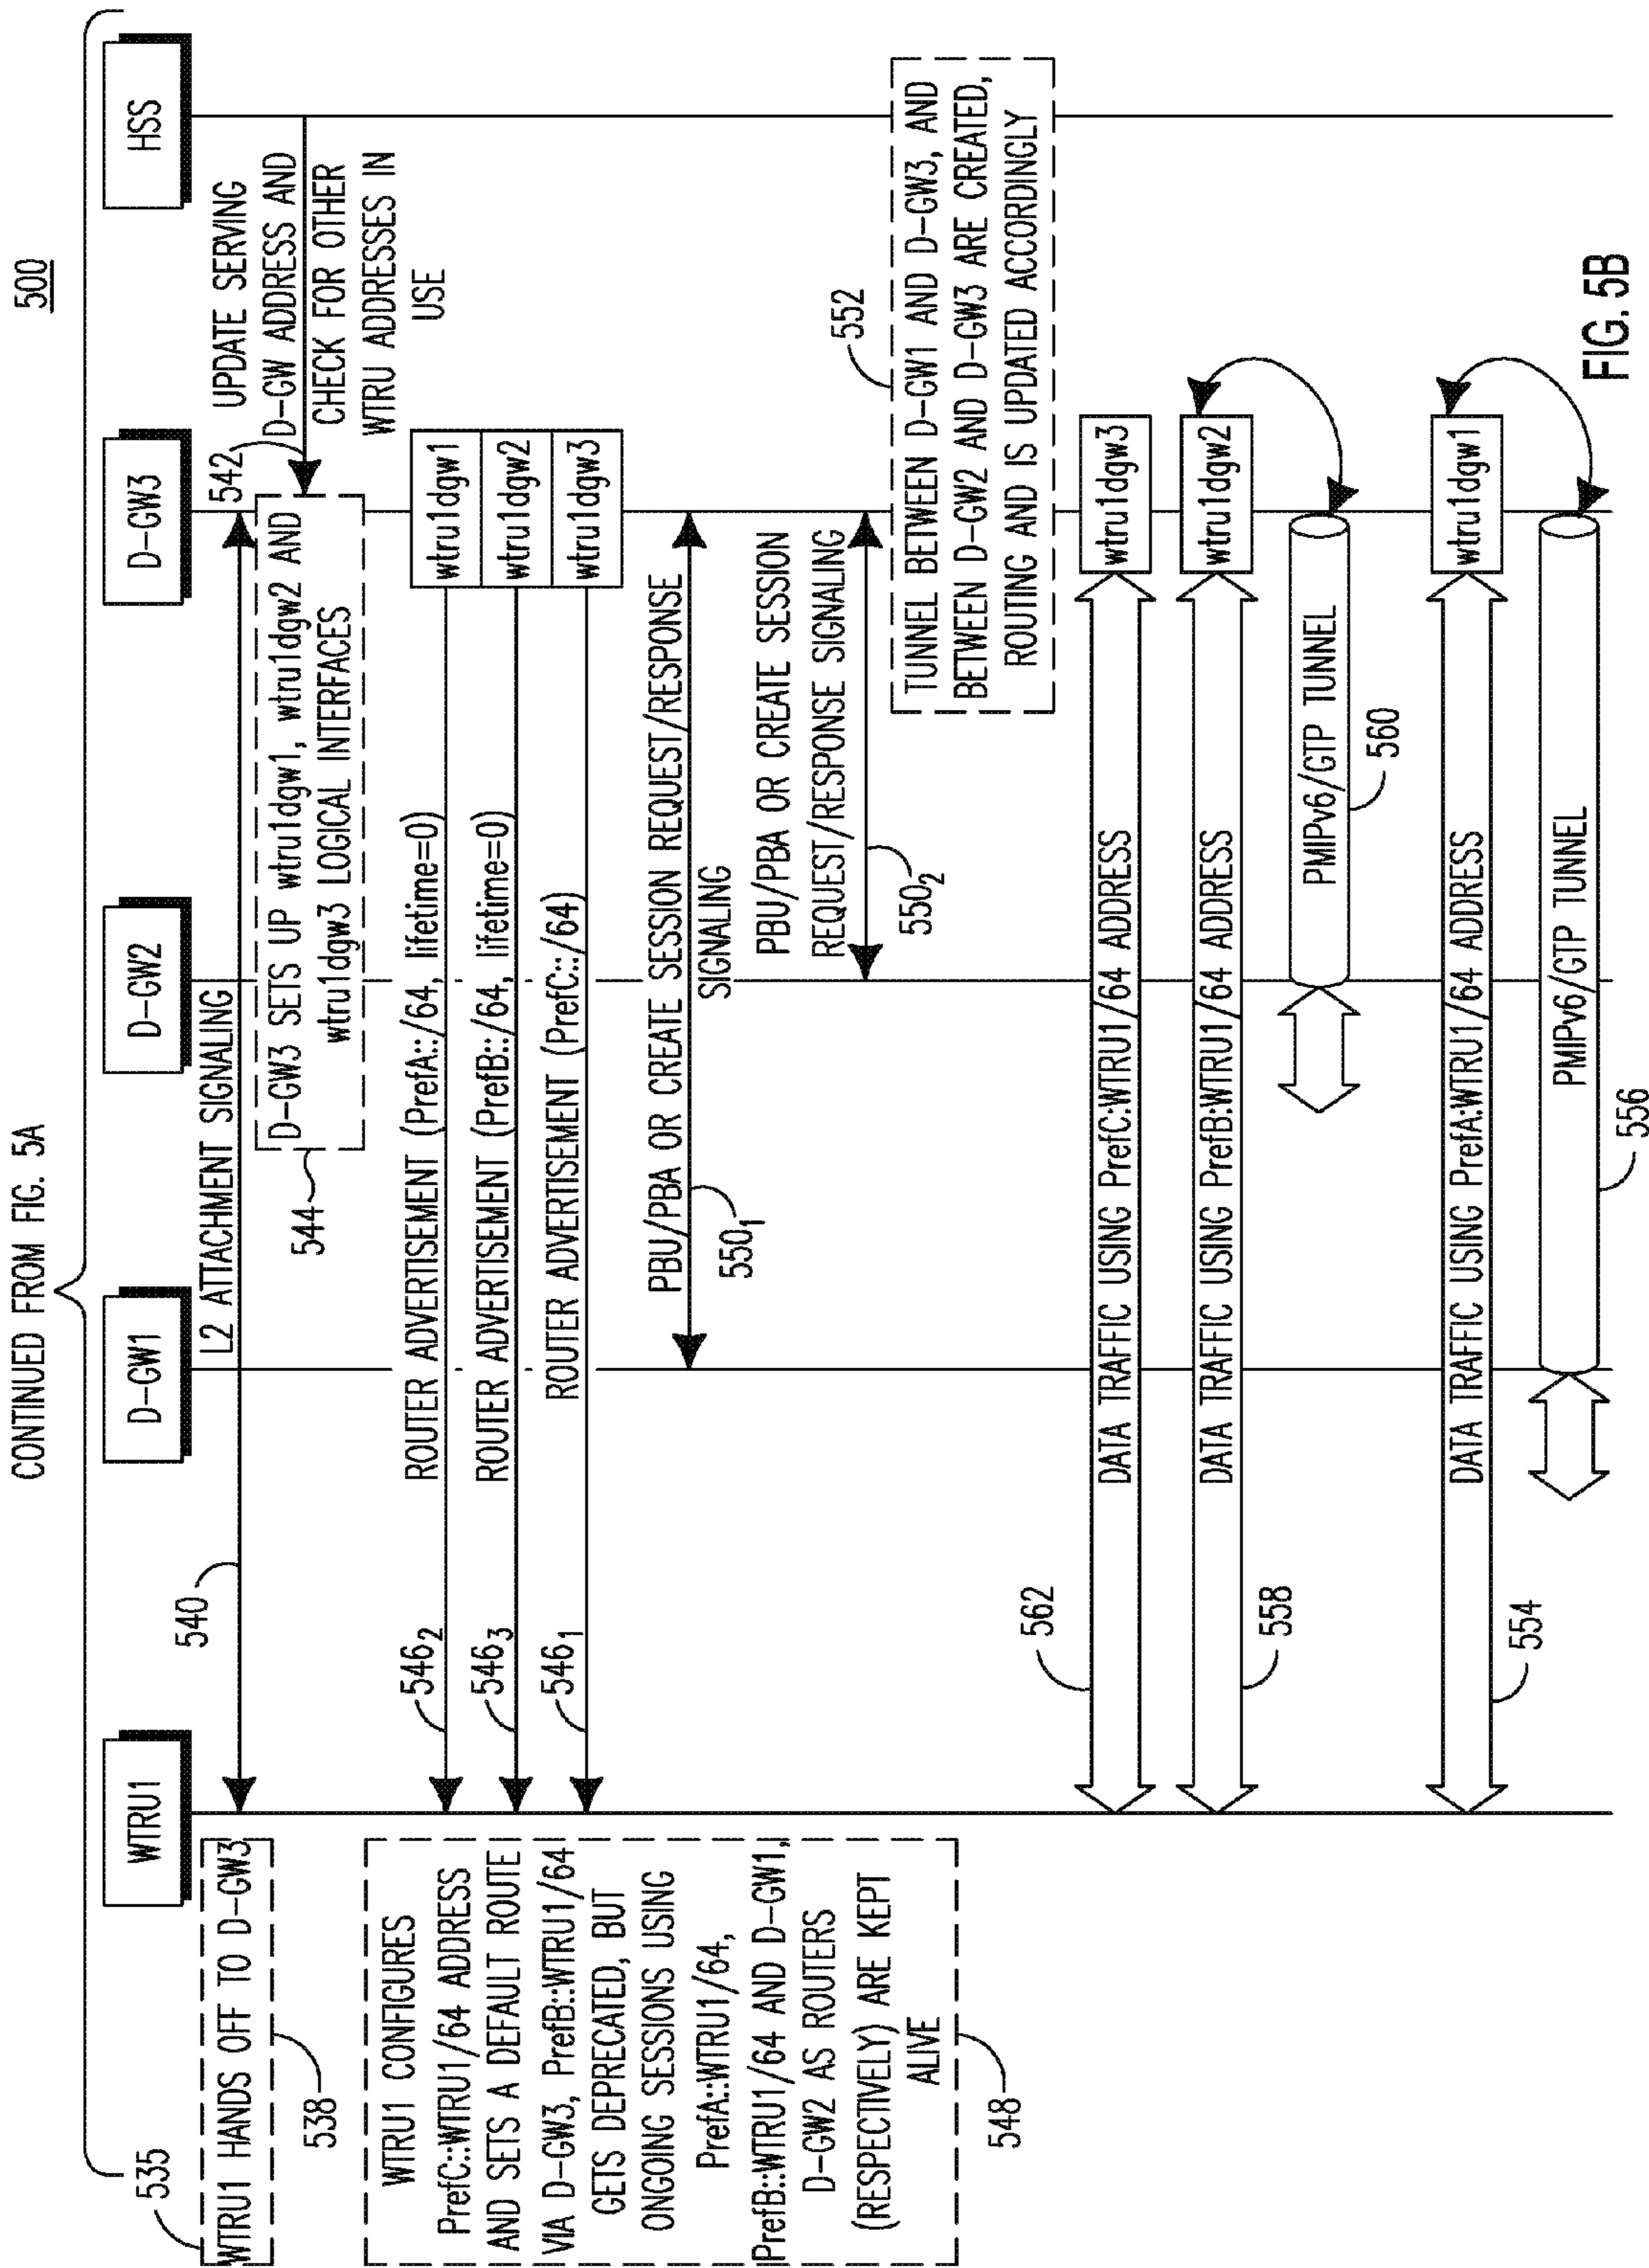 500
CONTINUED FROM FIG. 5A
WTRU1
D-GW1
D-GW2
D-GW3
HSS
535
WTRU1 HANDS OFF TO D-GW3
538
540
L2 ATTACHMENT SIGNALING
542
UPDATE SERVING
D-GW ADDRESS AND
CHECK FOR OTHER
WTRU ADDRESSES IN
USE
D-GW3 SETS UP wtru1dgw1, wtru1dgw2 AND
wtru1dgw3 LOGICAL INTERFACES
544
546₂
ROUTER ADVERTISEMENT (PrefA::/64, lifetime=0)
wtru1dgw1
546₃
ROUTER ADVERTISEMENT (PrefB::/64, lifetime=0)
wtru1dgw2
546₁
ROUTER ADVERTISEMENT (PrefC::/64)
wtru1dgw3
WTRU1 CONFIGURES
PrefC::WTRU1/64 ADDRESS
AND SETS A DEFAULT ROUTE
VIA D-GW3, PrefB::WTRU1/64
GETS DEPRECATED, BUT
ONGOING SESSIONS USING
PrefA::WTRU1/64,
PrefB::WTRU1/64 AND D-GW1,
D-GW2 AS ROUTERS
(RESPECTIVELY) ARE KEPT
ALIVE
548
PBU/PBA OR CREATE SESSION REQUEST/RESPONSE
SIGNALING
550₁
PBU/PBA OR CREATE SESSION
REQUEST/RESPONSE SIGNALING
550₂
552
TUNNEL BETWEEN D-GW1 AND D-GW3, AND
BETWEEN D-GW2 AND D-GW3 ARE CREATED,
ROUTING AND IS UPDATED ACCORDINGLY
562
DATA TRAFFIC USING PrefC:WTRU1/64 ADDRESS
wtru1dgw3
558
DATA TRAFFIC USING PrefB:WTRU1/64 ADDRESS
wtru1dgw2
PMIPv6/GTP TUNNEL
560
554
DATA TRAFFIC USING PrefA:WTRU1/64 ADDRESS
wtru1dgw1
PMIPv6/GTP TUNNEL
556
FIG. 5B